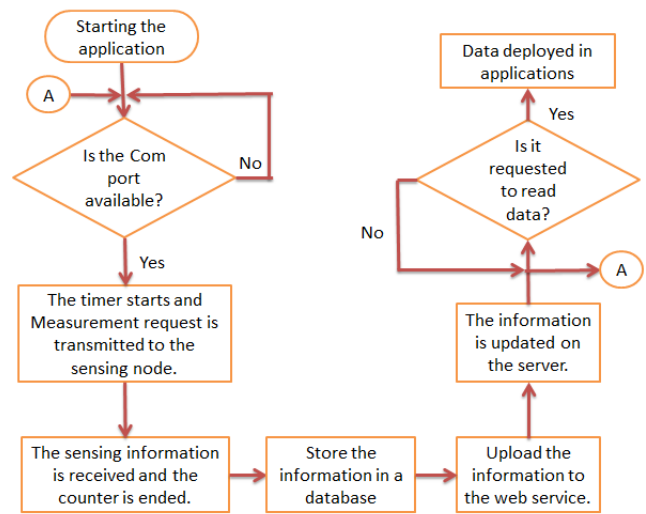 Starting the
application
A
Is the Com
port
available?
No
Yes
The timer starts and
Measurement request is
transmitted to the
sensing node.
The sensing information
is received and the
counter is ended.
Store the
information in a
database
Upload the
information to
the web service.
The information
is updated on
the server.
A
Is it
requested
to read
data?
No
Yes
Data deployed in
applications